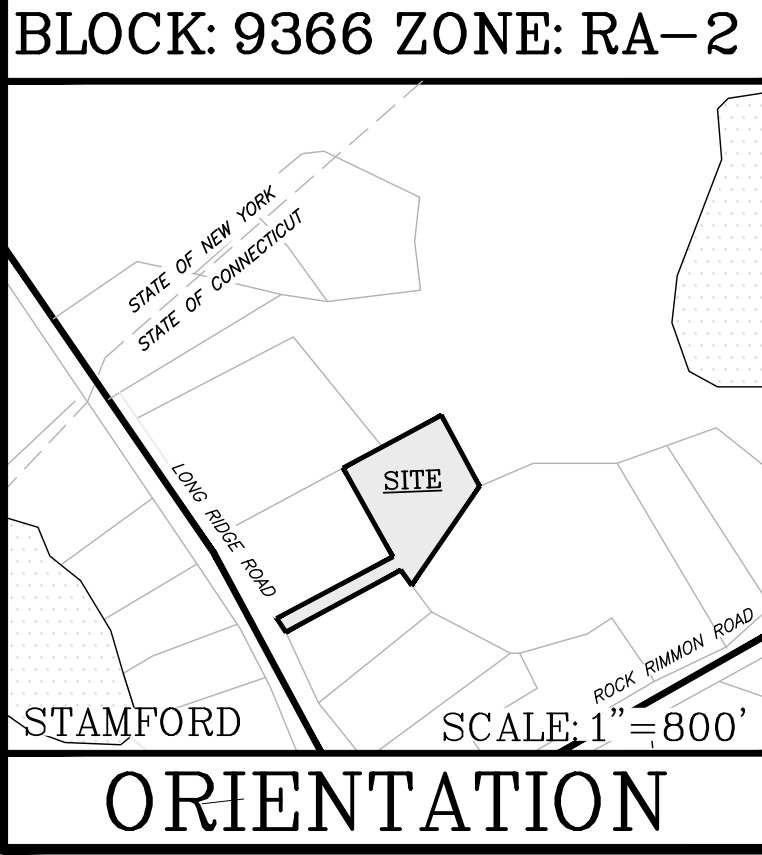 BLOCK: 9366 ZONE: RA-2
STATE OF NEW YORK
STATE OF CONNECTICUT
SITE
LONG RIDGE ROAD
ROCK RIMMON ROAD
STAMFORD
SCALE: 1"=800'
ORIENTATION